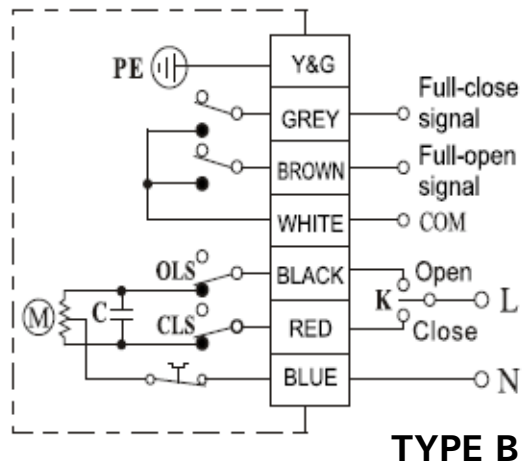 PE
Y&G
GREY
Full-close
signal
BROWN
Full-open
signal
WHITE
COM
OLS
BLACK
Open
M
C
K
L
CLS
RED
Close
BLUE
N
TYPE B